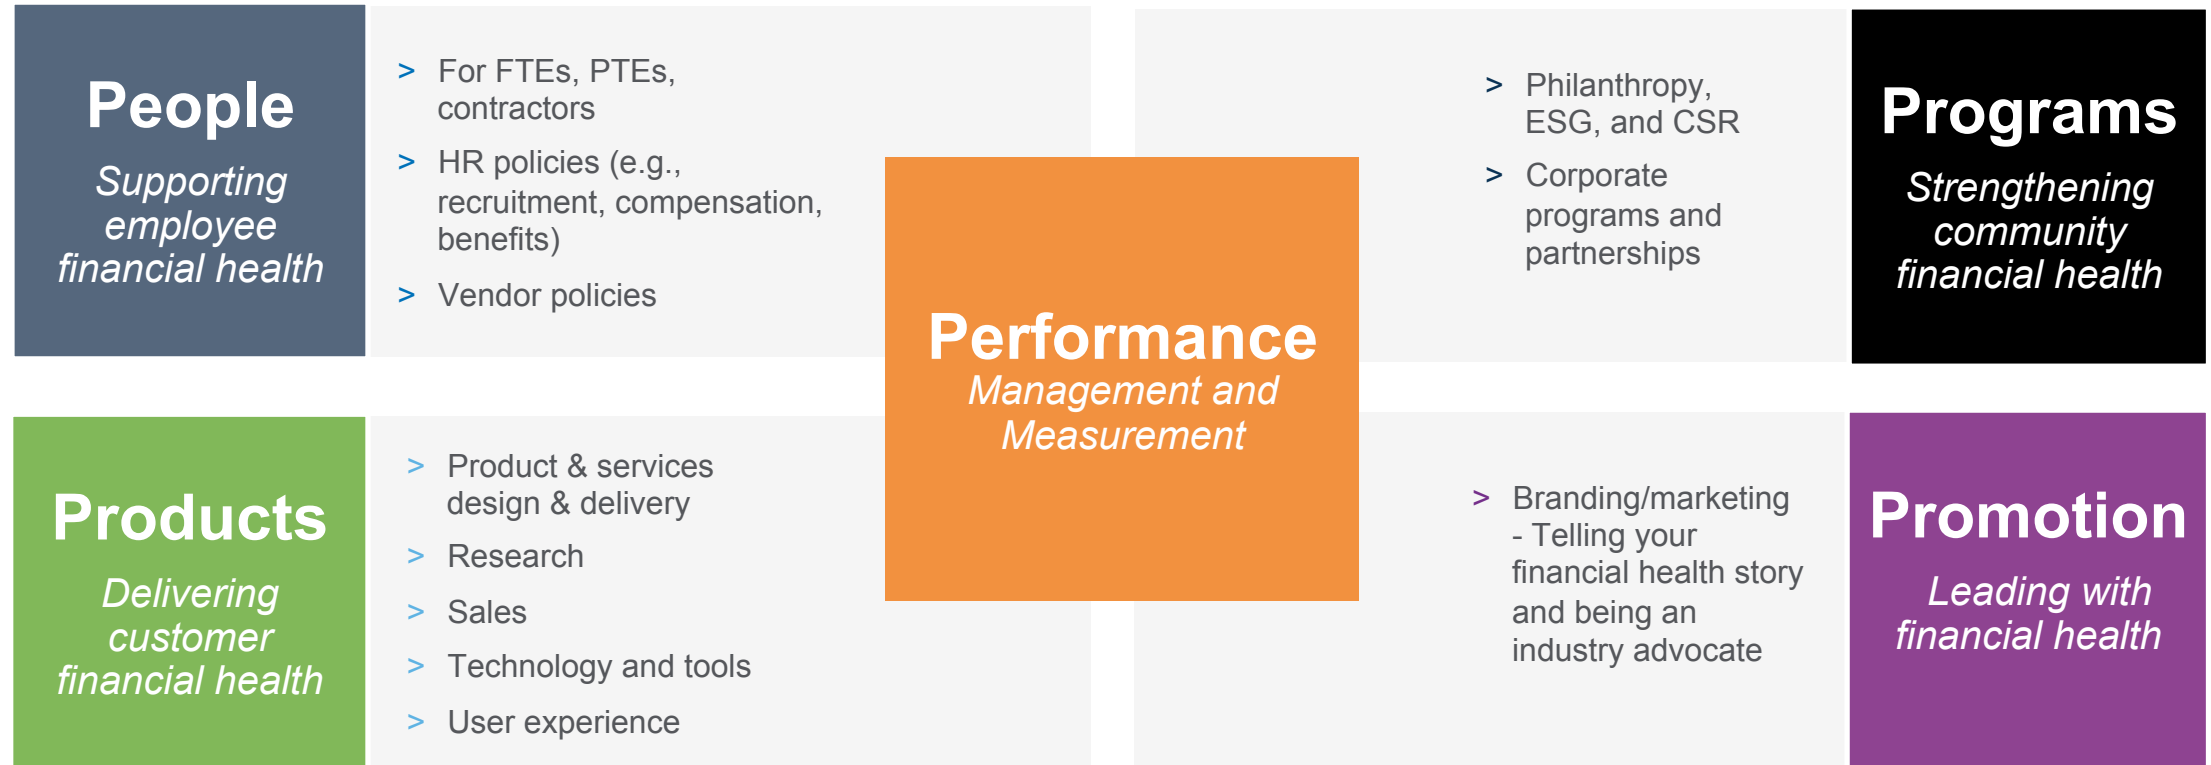 People
Supporting
employee
financial health
> For FTEs, PTEs,
contractors
> HR policies (e.g.,
recruitment, compensation,
benefits)
> Vendor policies
> Philanthropy,
ESG, and CSR
> Corporate
programs and
partnerships
Programs
Strengthening
community
financial health
Performance
Management and
Measurement
Products
Delivering
customer
financial health
> Product & services
design & delivery
> Research
> Sales
> Technology and tools
> User experience
> Branding/marketing
- Telling your
financial health story
and being an
industry advocate
Promotion
Leading with
financial health